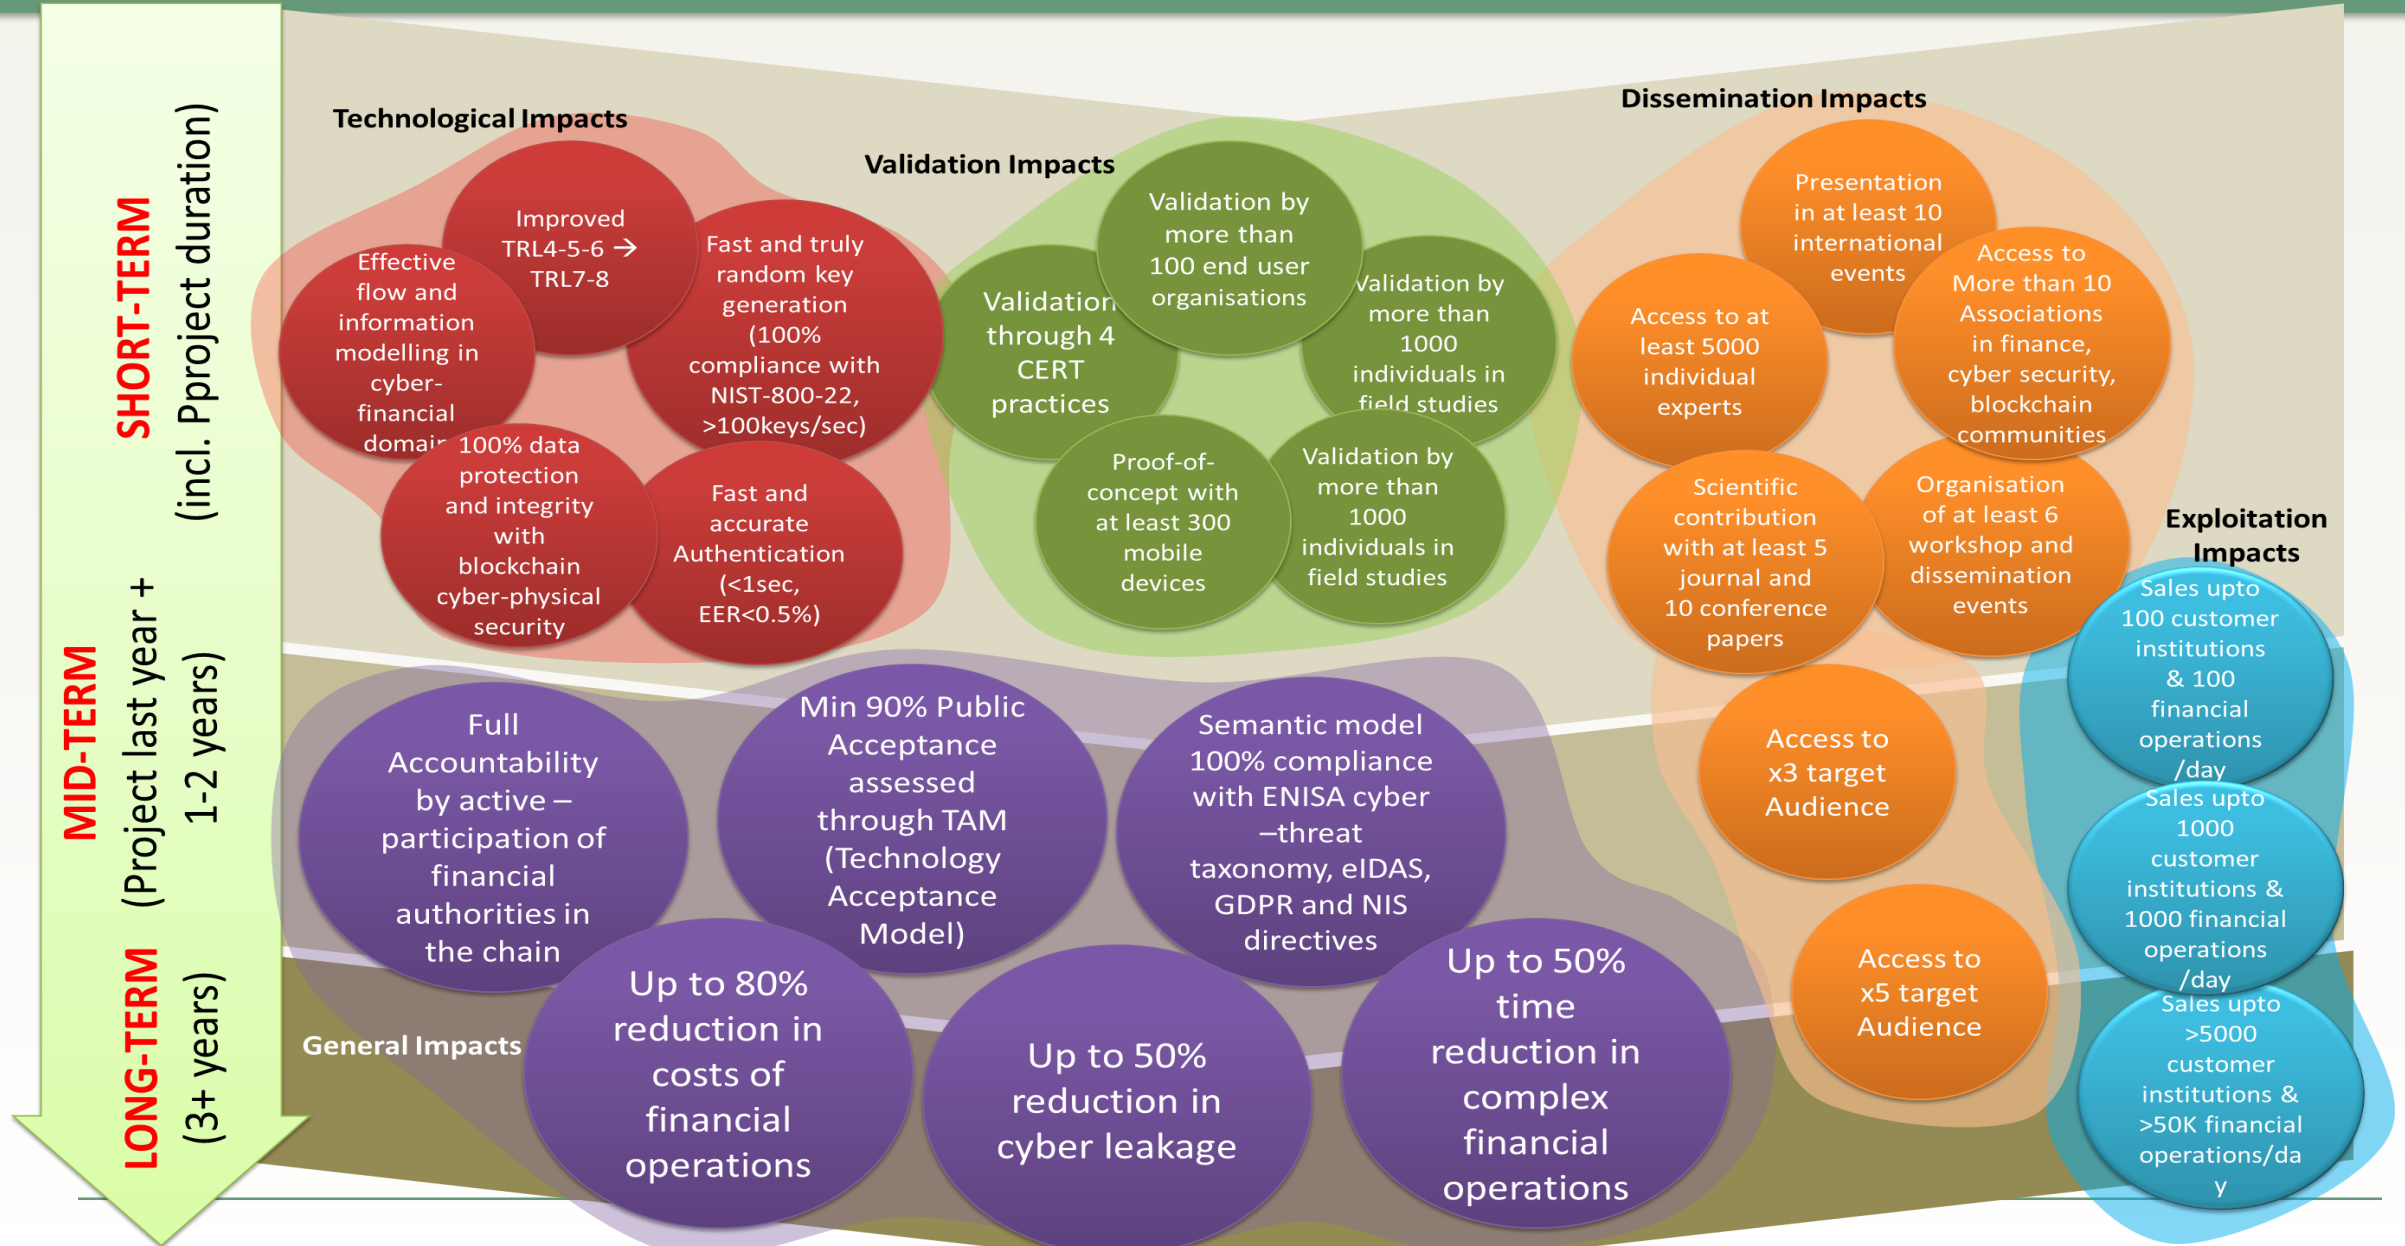 SHORT-TERM
(incl. Pproject duration)
MID-TERM
(Project last year +
1-2 years)
LONG-TERM
(3+ years)
Technological Impacts
Improved
TRL4-5-6 →
TRL7-8
Effective
flow and
information
modelling in
cyber-
financial
domain
Fast and truly
random key
generation
(100%
compliance with
NIST-800-22,
>100keys/sec)
100% data
protection
and integrity
with
blockchain
cyber-physical
security
Fast and
accurate
Authentication
(<1sec,
EER<0.5%)
Validation Impacts
Validation by
more than
100 end user
organisations
Validation
through 4
CERT
practices
Validation by
more than
1000
individuals in
field studies
Proof-of-
concept with
at least 300
mobile
devices
Validation by
more than
1000
individuals in
field studies
Dissemination Impacts
Presentation
in at least 10
international
events
Access to at
least 5000
individual
experts
Access to
More than 10
Associations
in finance,
cyber security,
blockchain
communities
Scientific
contribution
with at least 5
journal and
10 conference
papers
Organisation
of at least 6
workshop and
dissemination
events
Access to
x3 target
Audience
Access to
x5 target
Audience
Exploitation
Impacts
Sales upto
100 customer
institutions
& 100
financial
operations
/day
Sales upto
1000
customer
institutions &
1000 financial
operations
/day
Sales upto
>5000
customer
institutions &
>50K financial
operations/da
y
Full
Accountability
by active –
participation of
financial
authorities in
the chain
Min 90% Public
Acceptance
assessed
through TAM
(Technology
Acceptance
Model)
Semantic model
100% compliance
with ENISA cyber
–threat
taxonomy, eIDAS,
GDPR and NIS
directives
General Impacts
Up to 80%
reduction in
costs of
financial
operations
Up to 50%
reduction in
cyber leakage
Up to 50%
time
reduction in
complex
financial
operations